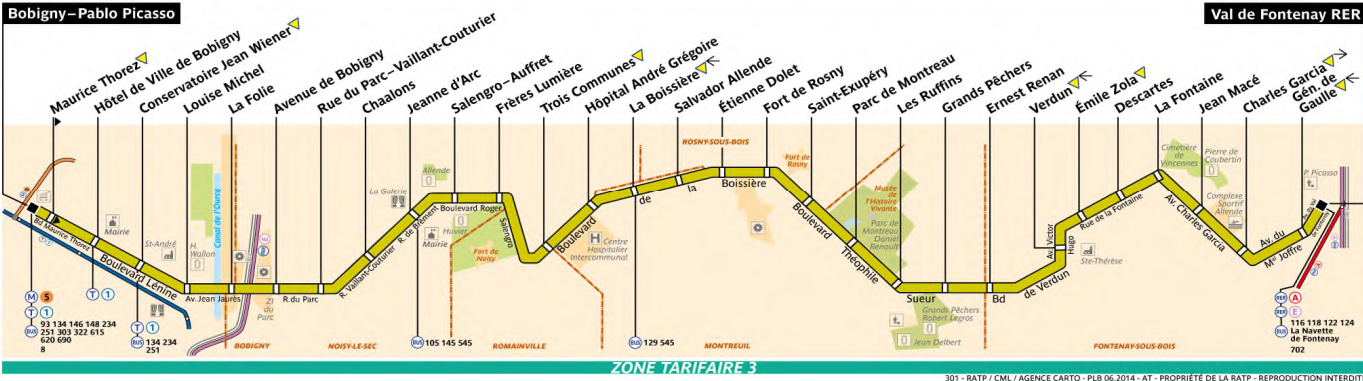 Bobigny–Pablo Picasso
Val de Fontenay RER
Maurice Thorez
Hôtel de Ville de Bobigny
Conservatoire Jean Wiener
Louise Michel
La Folie
Avenue de Bobigny
Rue du Parc–Vaillant-Couturier
Chaalons
Jeanne d'Arc
Salengro–Auffret
Frères Lumière
Trois Communes
Hôpital André Grégoire
La Boissière
Salvador Allende
Étienne Dolet
Fort de Rosny
Saint-Exupéry
Parc de Montreau
Les Ruffins
Grands Pêchers
Ernest Renan
Verdun
Émile Zola
Descartes
La Fontaine
Jean Macé
Charles Garcia
Gén. de
Gaulle
Bd Maurice Thorez
Mairie
Boulevard Lénine
St-André
H.
Wallon
Canal de l'Ourcq
Av. Jean Jaurès
ZI
du
Parc
R.du Parc
R. Vaillant-Couturier
La Galerie
R. de Brément
Allende
Boulevard Roger
Salengro
Mairie
Huvier
Fort de
Noisy
Boulevard
Centre
Hospitalier
Intercommunal
ROSNY-SOUS-BOIS
de
la
Boissière
Fort de
Rosny
Boulevard
Théophile
Musée
de
l'Histoire
Vivante
Parc de
Montreau
Daniel
Renoult
Sueur
Grands Pêchers
Robert Legros
Jean Delbert
Bd
de Verdun
Av. Victor
Hugo
Ste-Thérèse
Rue de la Fontaine
Cimetière
de
Vincennes
Pierre de
Coubertin
Av. Charles Garcia
Complexe
Sportif
Allende
Av. du
Mal Joffre
P. Picasso
M 5
T 1
BUS 93 134 146 148 234
251 303 322 615
620 690
8
T 1
T 1
BUS 134 234
251
BUS 105 145 545
BUS 129 545
RER A
RER E
BUS 116 118 122 124
La Navette
de Fontenay
702
BOBIGNY
NOISY-LE-SEC
ROMAINVILLE
MONTREUIL
FONTENAY-SOUS-BOIS
ZONE TARIFAIRE 3
301 - RATP / CML / AGENCE CARTO - PLB 06.2014 - AT - PROPRIÉTÉ DE LA RATP - REPRODUCTION INTERDIT